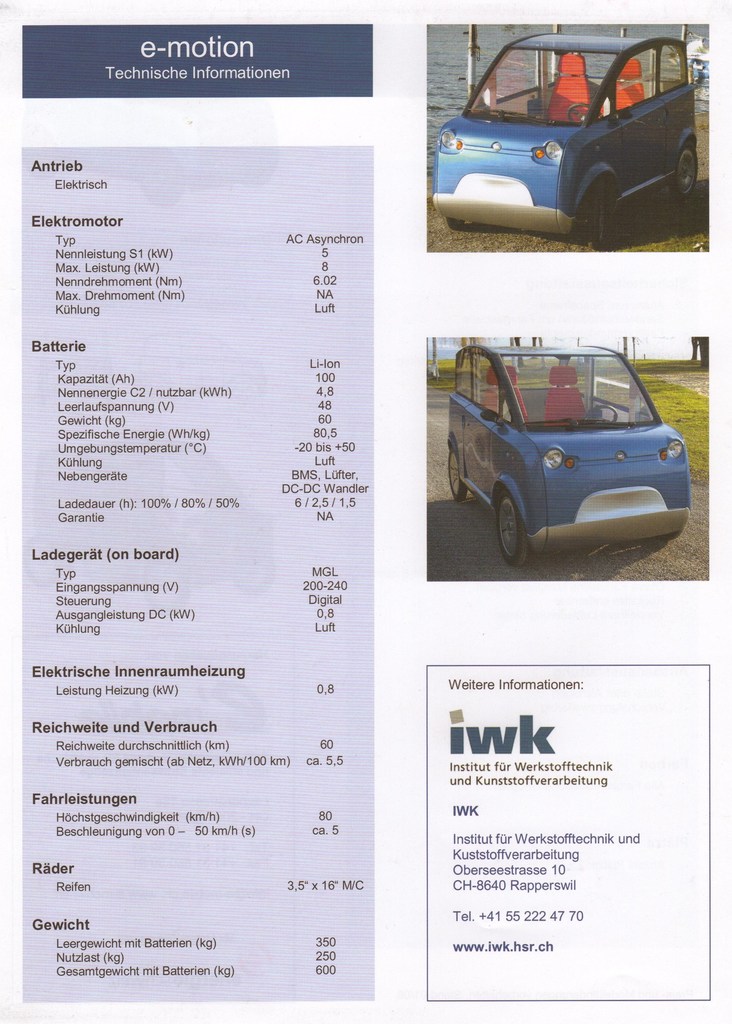 e-motion
Technische Informationen
Antrieb
Elektrisch
Elektromotor
Typ AC Asynchron
Nennleistung S1 (kW) 5
Max. Leistung (kW) 8
Nenndrehmoment (Nm) 6.02
Max. Drehmoment (Nm) NA
Kühlung Luft
Batterie
Typ Li-Ion
Kapazität (Ah) 100
Nennenergie C2 / nutzbar (kWh) 4,8
Leerlaufspannung (V) 48
Gewicht (kg) 60
Spezifische Energie (Wh/kg) 80,5
Umgebungstemperatur (°C) -20 bis +50
Kühlung Luft
Nebengeräte BMS, Lüfter,
DC-DC Wandler
Ladedauer (h): 100% / 80% / 50% 6 / 2,5 / 1,5
Garantie NA
Ladegerät (on board)
Typ MGL
Eingangsspannung (V) 200-240
Steuerung Digital
Ausgangleistung DC (kW) 0,8
Kühlung Luft
Elektrische Innenraumheizung
Leistung Heizung (kW) 0,8
Reichweite und Verbrauch
Reichweite durchschnittlich (km) 60
Verbrauch gemischt (ab Netz, kWh/100 km) ca. 5,5
Fahrleistungen
Höchstgeschwindigkeit (km/h) 80
Beschleunigung von 0 – 50 km/h (s) ca. 5
Räder
Reifen 3,5“ x 16“ M/C
Gewicht
Leergewicht mit Batterien (kg) 350
Nutzlast (kg) 250
Gesamtgewicht mit Batterien (kg) 600
Weitere Informationen:
iwk
Institut für Werkstofftechnik
und Kunststoffverarbeitung
IWK
Institut für Werkstofftechnik und
Kuststoffverarbeitung
Oberseestrasse 10
CH-8640 Rapperswil
Tel. +41 55 222 47 70
www.iwk.hsr.ch